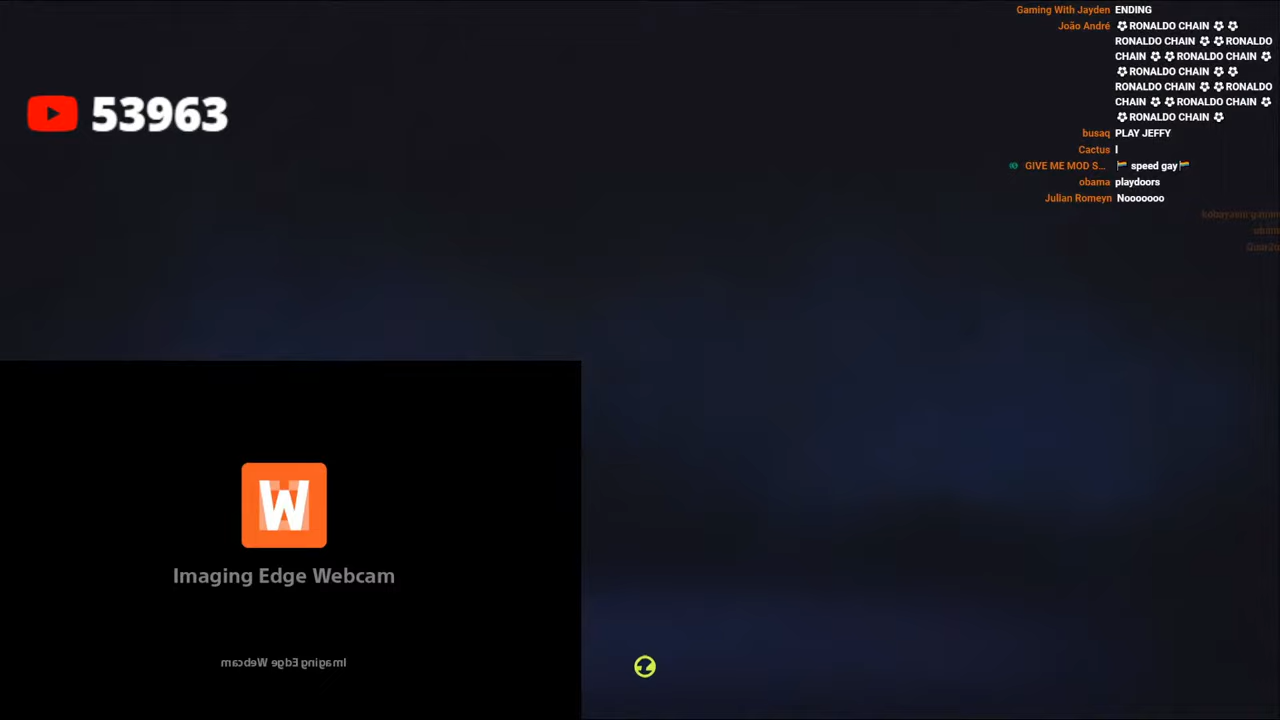 Gaming With Jayden ENDING
João André ⚽RONALDO CHAIN ⚽ ⚽
RONALDO CHAIN ⚽ ⚽RONALDO
CHAIN ⚽ ⚽RONALDO CHAIN ⚽
⚽RONALDO CHAIN ⚽ ⚽
RONALDO CHAIN ⚽ ⚽RONALDO
CHAIN ⚽ ⚽RONALDO CHAIN ⚽
⚽RONALDO CHAIN ⚽
53963
busaq PLAY JEFFY
Cactus I
GIVE ME MOD S... 🏳️‍🌈 speed gay🏳️‍🌈
obama playdoors
Julian Romeyn Nooooooo
W
Imaging Edge Webcam
Imaging Edge Webcam